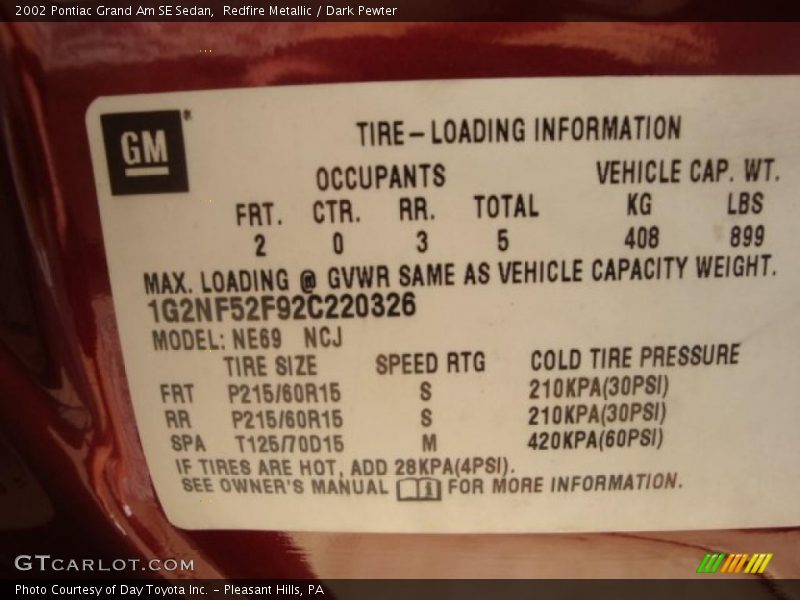 2002 Pontiac Grand Am SE Sedan,  Redfire Metallic / Dark Pewter
GM
TIRE–LOADING INFORMATION
OCCUPANTS VEHICLE CAP. WT.
FRT. CTR. RR. TOTAL KG LBS
2 0 3 5 408 899
MAX. LOADING @ GVWR SAME AS VEHICLE CAPACITY WEIGHT.
1G2NF52F92C220326
MODEL: NE69 NCJ
TIRE SIZE SPEED RTG COLD TIRE PRESSURE
FRT P215/60R15 S 210KPA(30PSI)
RR P215/60R15 S 210KPA(30PSI)
SPA T125/70D15 M 420KPA(60PSI)
IF TIRES ARE HOT, ADD 28KPA(4PSI).
SEE OWNER'S MANUAL FOR MORE INFORMATION.
GTCARLOT.COM
Photo Courtesy of Day Toyota Inc. – Pleasant Hills, PA